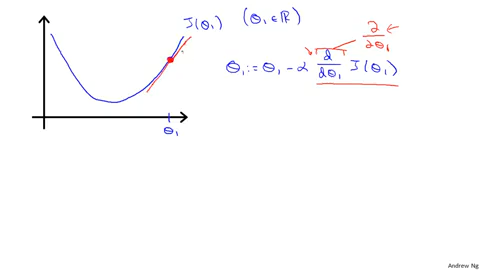 J(θ₁) (θ₁ ∈ ℝ)
∂/∂θ₁
θ₁ := θ₁ - α d/dθ₁ J(θ₁)
θ₁
Andrew Ng